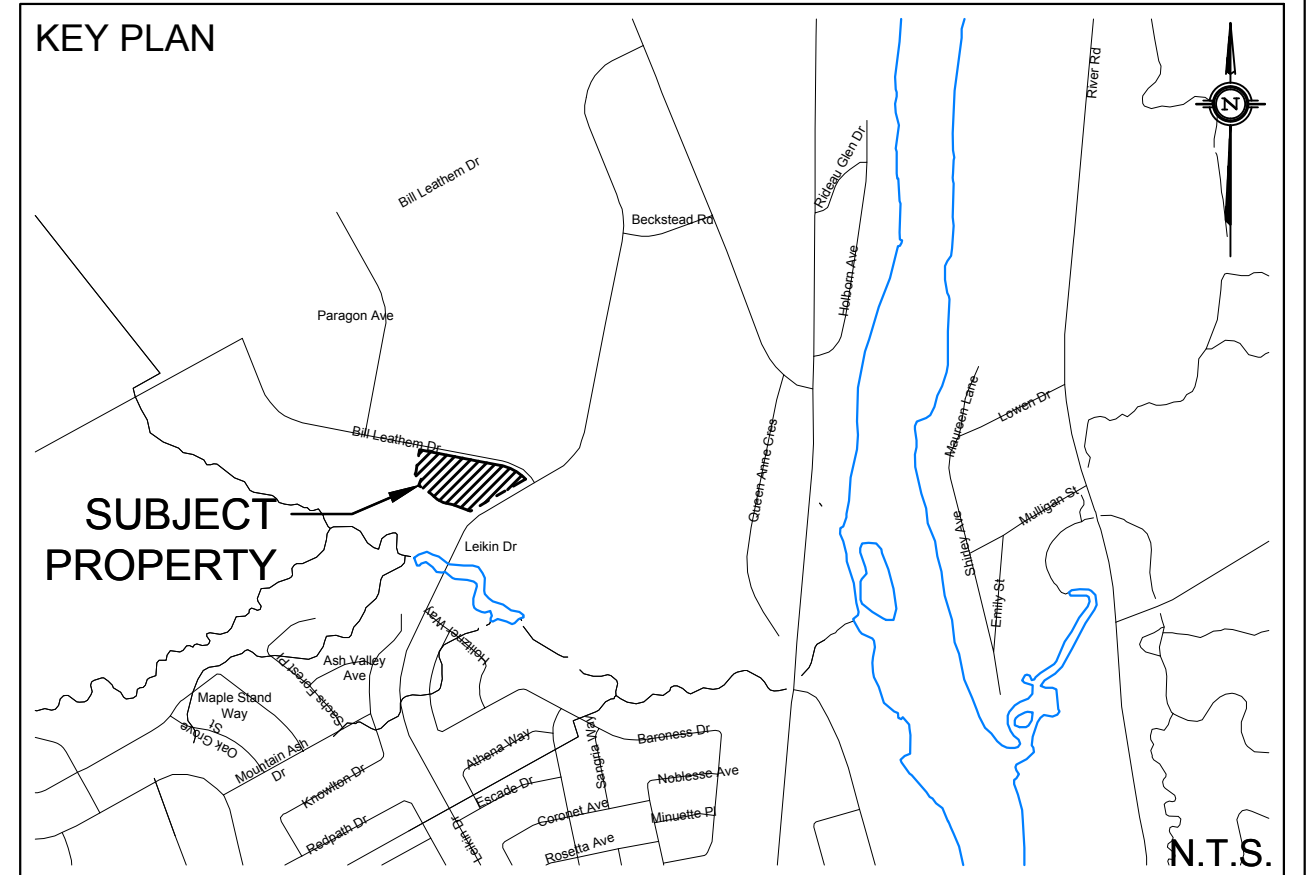 KEY PLAN
N
River Rd
Rideau Glen Dr
Bill Leathem Dr
Beckstead Rd
Holborn Ave
Paragon Ave
Maureen Lane
Lowen Dr
Bill Leathem Dr
Queen Anne Cres
SUBJECT
PROPERTY
Mulligan St
Shirley Ave
Leikin Dr
Emily St
Helitznel Way
Ash Valley
Ave
Sachs Forest Pl
Maple Stand
Way
Oak Grove
St
Mountain Ash
Dr
Athena Way
Sangria Way
Baroness Dr
Knowlton Dr
Escade Dr
Noblesse Ave
Coronet Ave
Minuette Pl
Redpath Dr
Leikin Dr
Rosetta Ave
N.T.S.